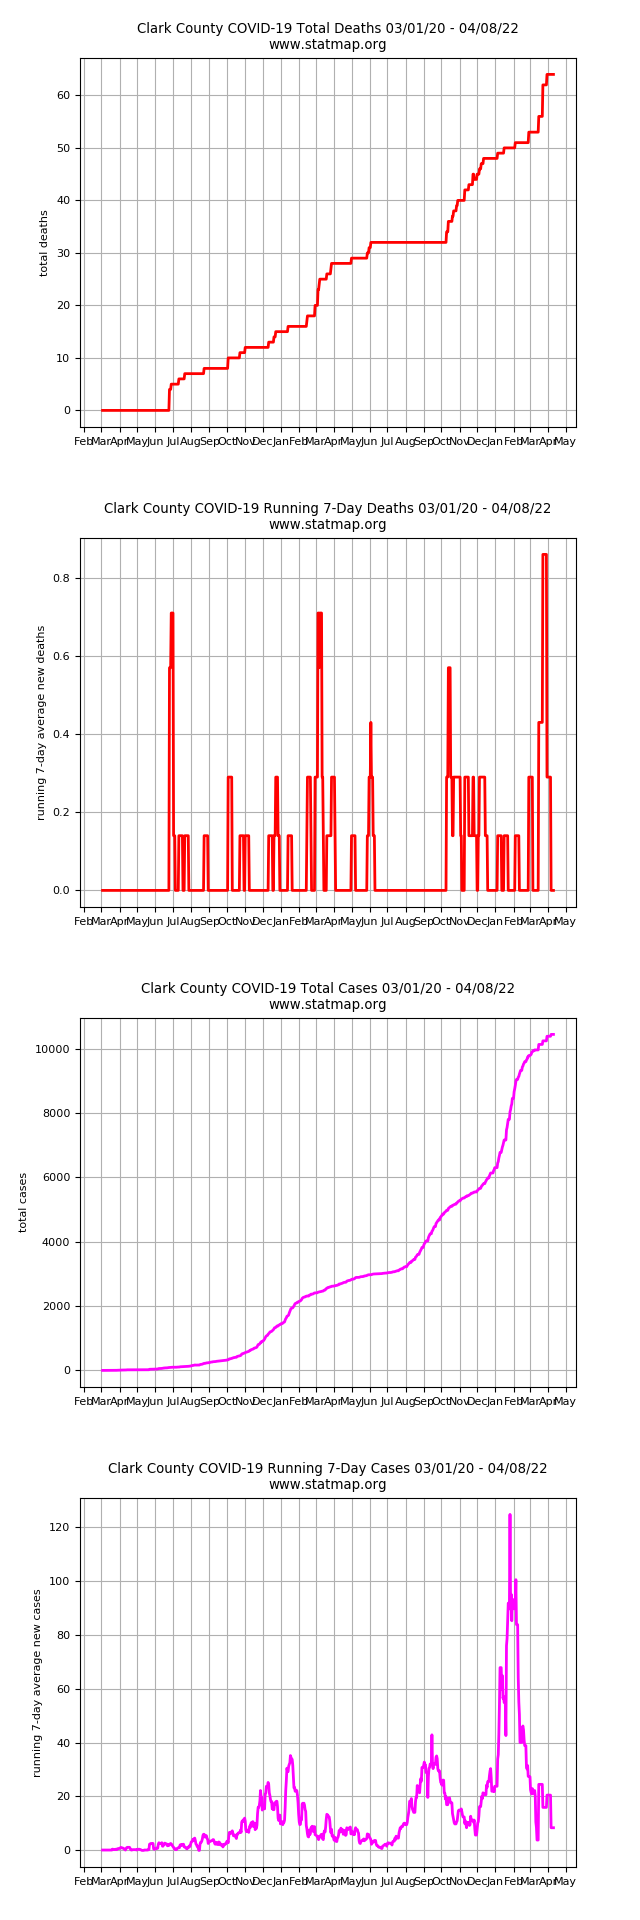 Clark County COVID-19 Total Deaths 03/01/20 - 04/08/22
www.statmap.org
60
50
40
30
20
10
0
total deaths
Feb Mar Apr May Jun Jul Aug Sep Oct Nov Dec Jan Feb Mar Apr May Jun Jul Aug Sep Oct Nov Dec Jan Feb Mar Apr May
Clark County COVID-19 Running 7-Day Deaths 03/01/20 - 04/08/22
www.statmap.org
0.8
0.6
0.4
0.2
0.0
running 7-day average new deaths
Feb Mar Apr May Jun Jul Aug Sep Oct Nov Dec Jan Feb Mar Apr May Jun Jul Aug Sep Oct Nov Dec Jan Feb Mar Apr May
Clark County COVID-19 Total Cases 03/01/20 - 04/08/22
www.statmap.org
10000
8000
6000
4000
2000
0
total cases
Feb Mar Apr May Jun Jul Aug Sep Oct Nov Dec Jan Feb Mar Apr May Jun Jul Aug Sep Oct Nov Dec Jan Feb Mar Apr May
Clark County COVID-19 Running 7-Day Cases 03/01/20 - 04/08/22
www.statmap.org
120
100
80
60
40
20
0
running 7-day average new cases
Feb Mar Apr May Jun Jul Aug Sep Oct Nov Dec Jan Feb Mar Apr May Jun Jul Aug Sep Oct Nov Dec Jan Feb Mar Apr May